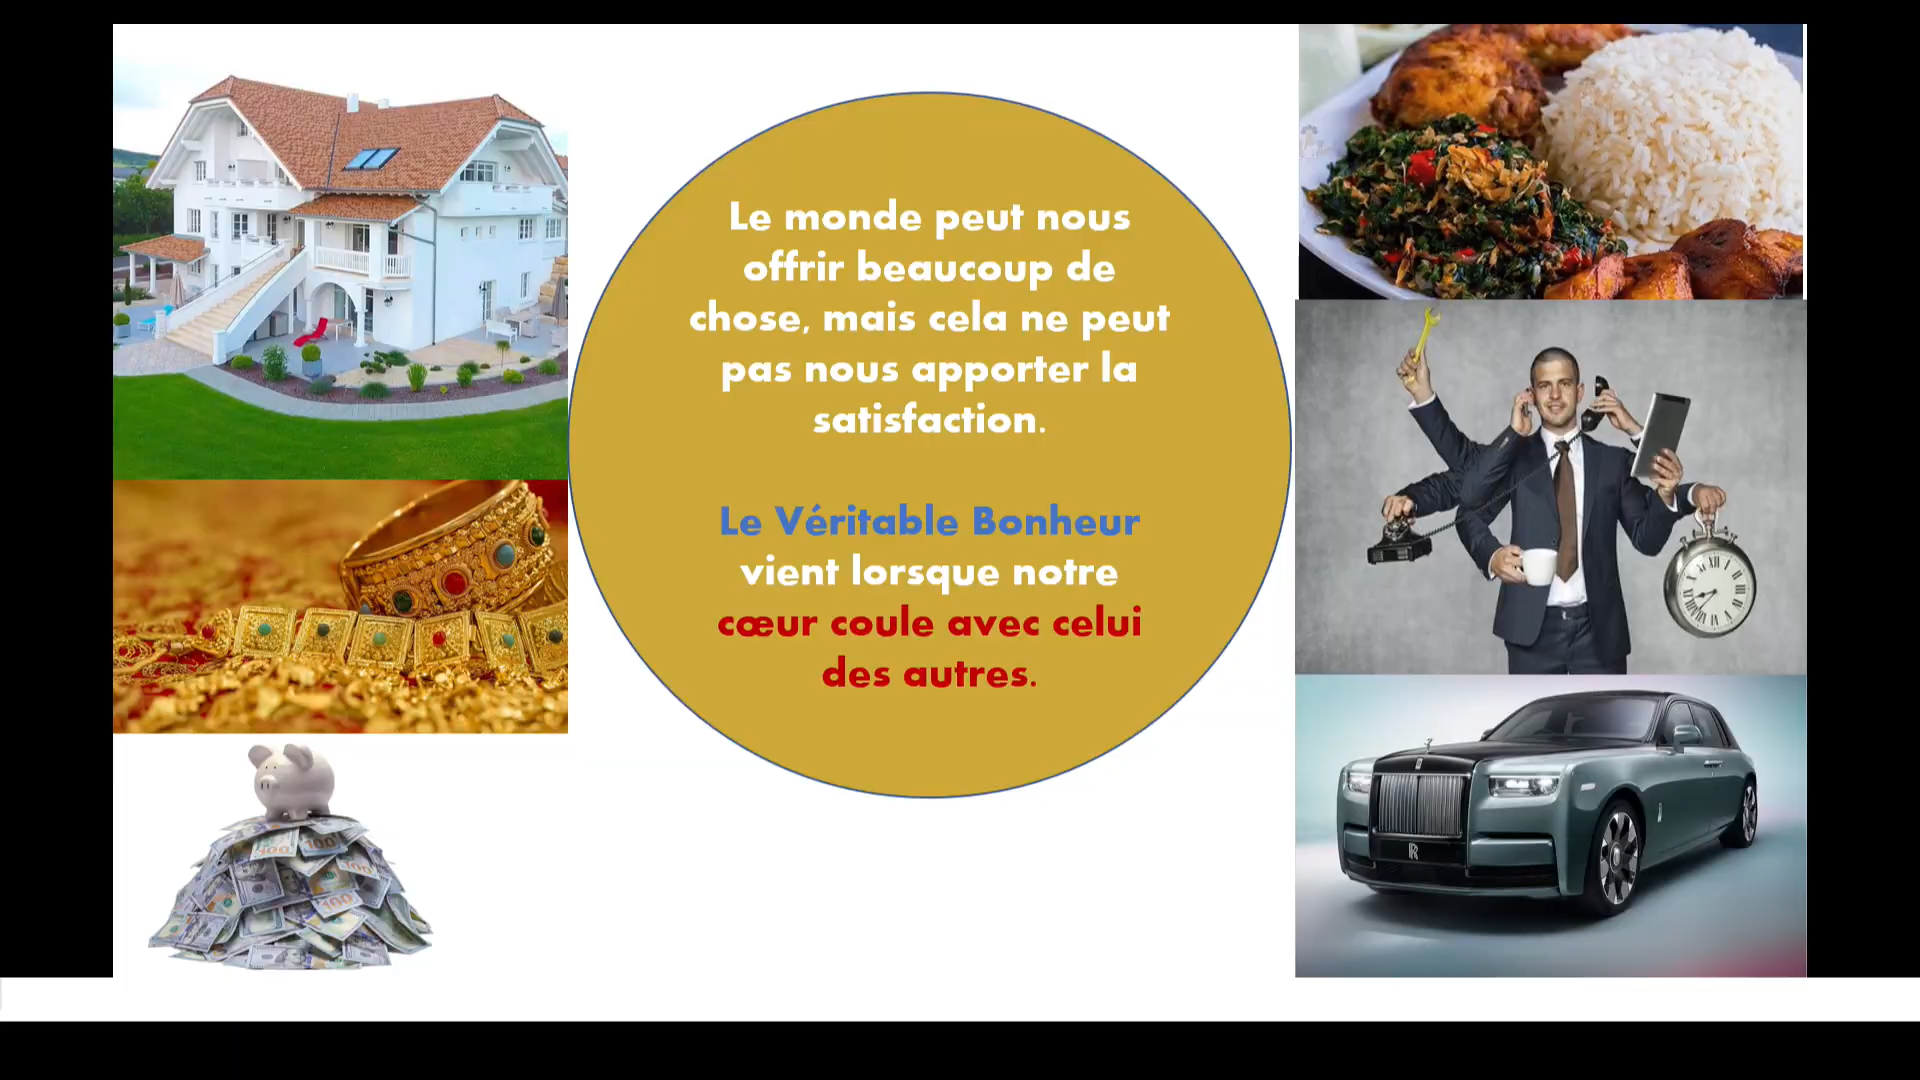 Le monde peut nous
offrir beaucoup de
chose, mais cela ne peut
pas nous apporter la
satisfaction.
Le Véritable Bonheur
vient lorsque notre
cœur coule avec celui
des autres.